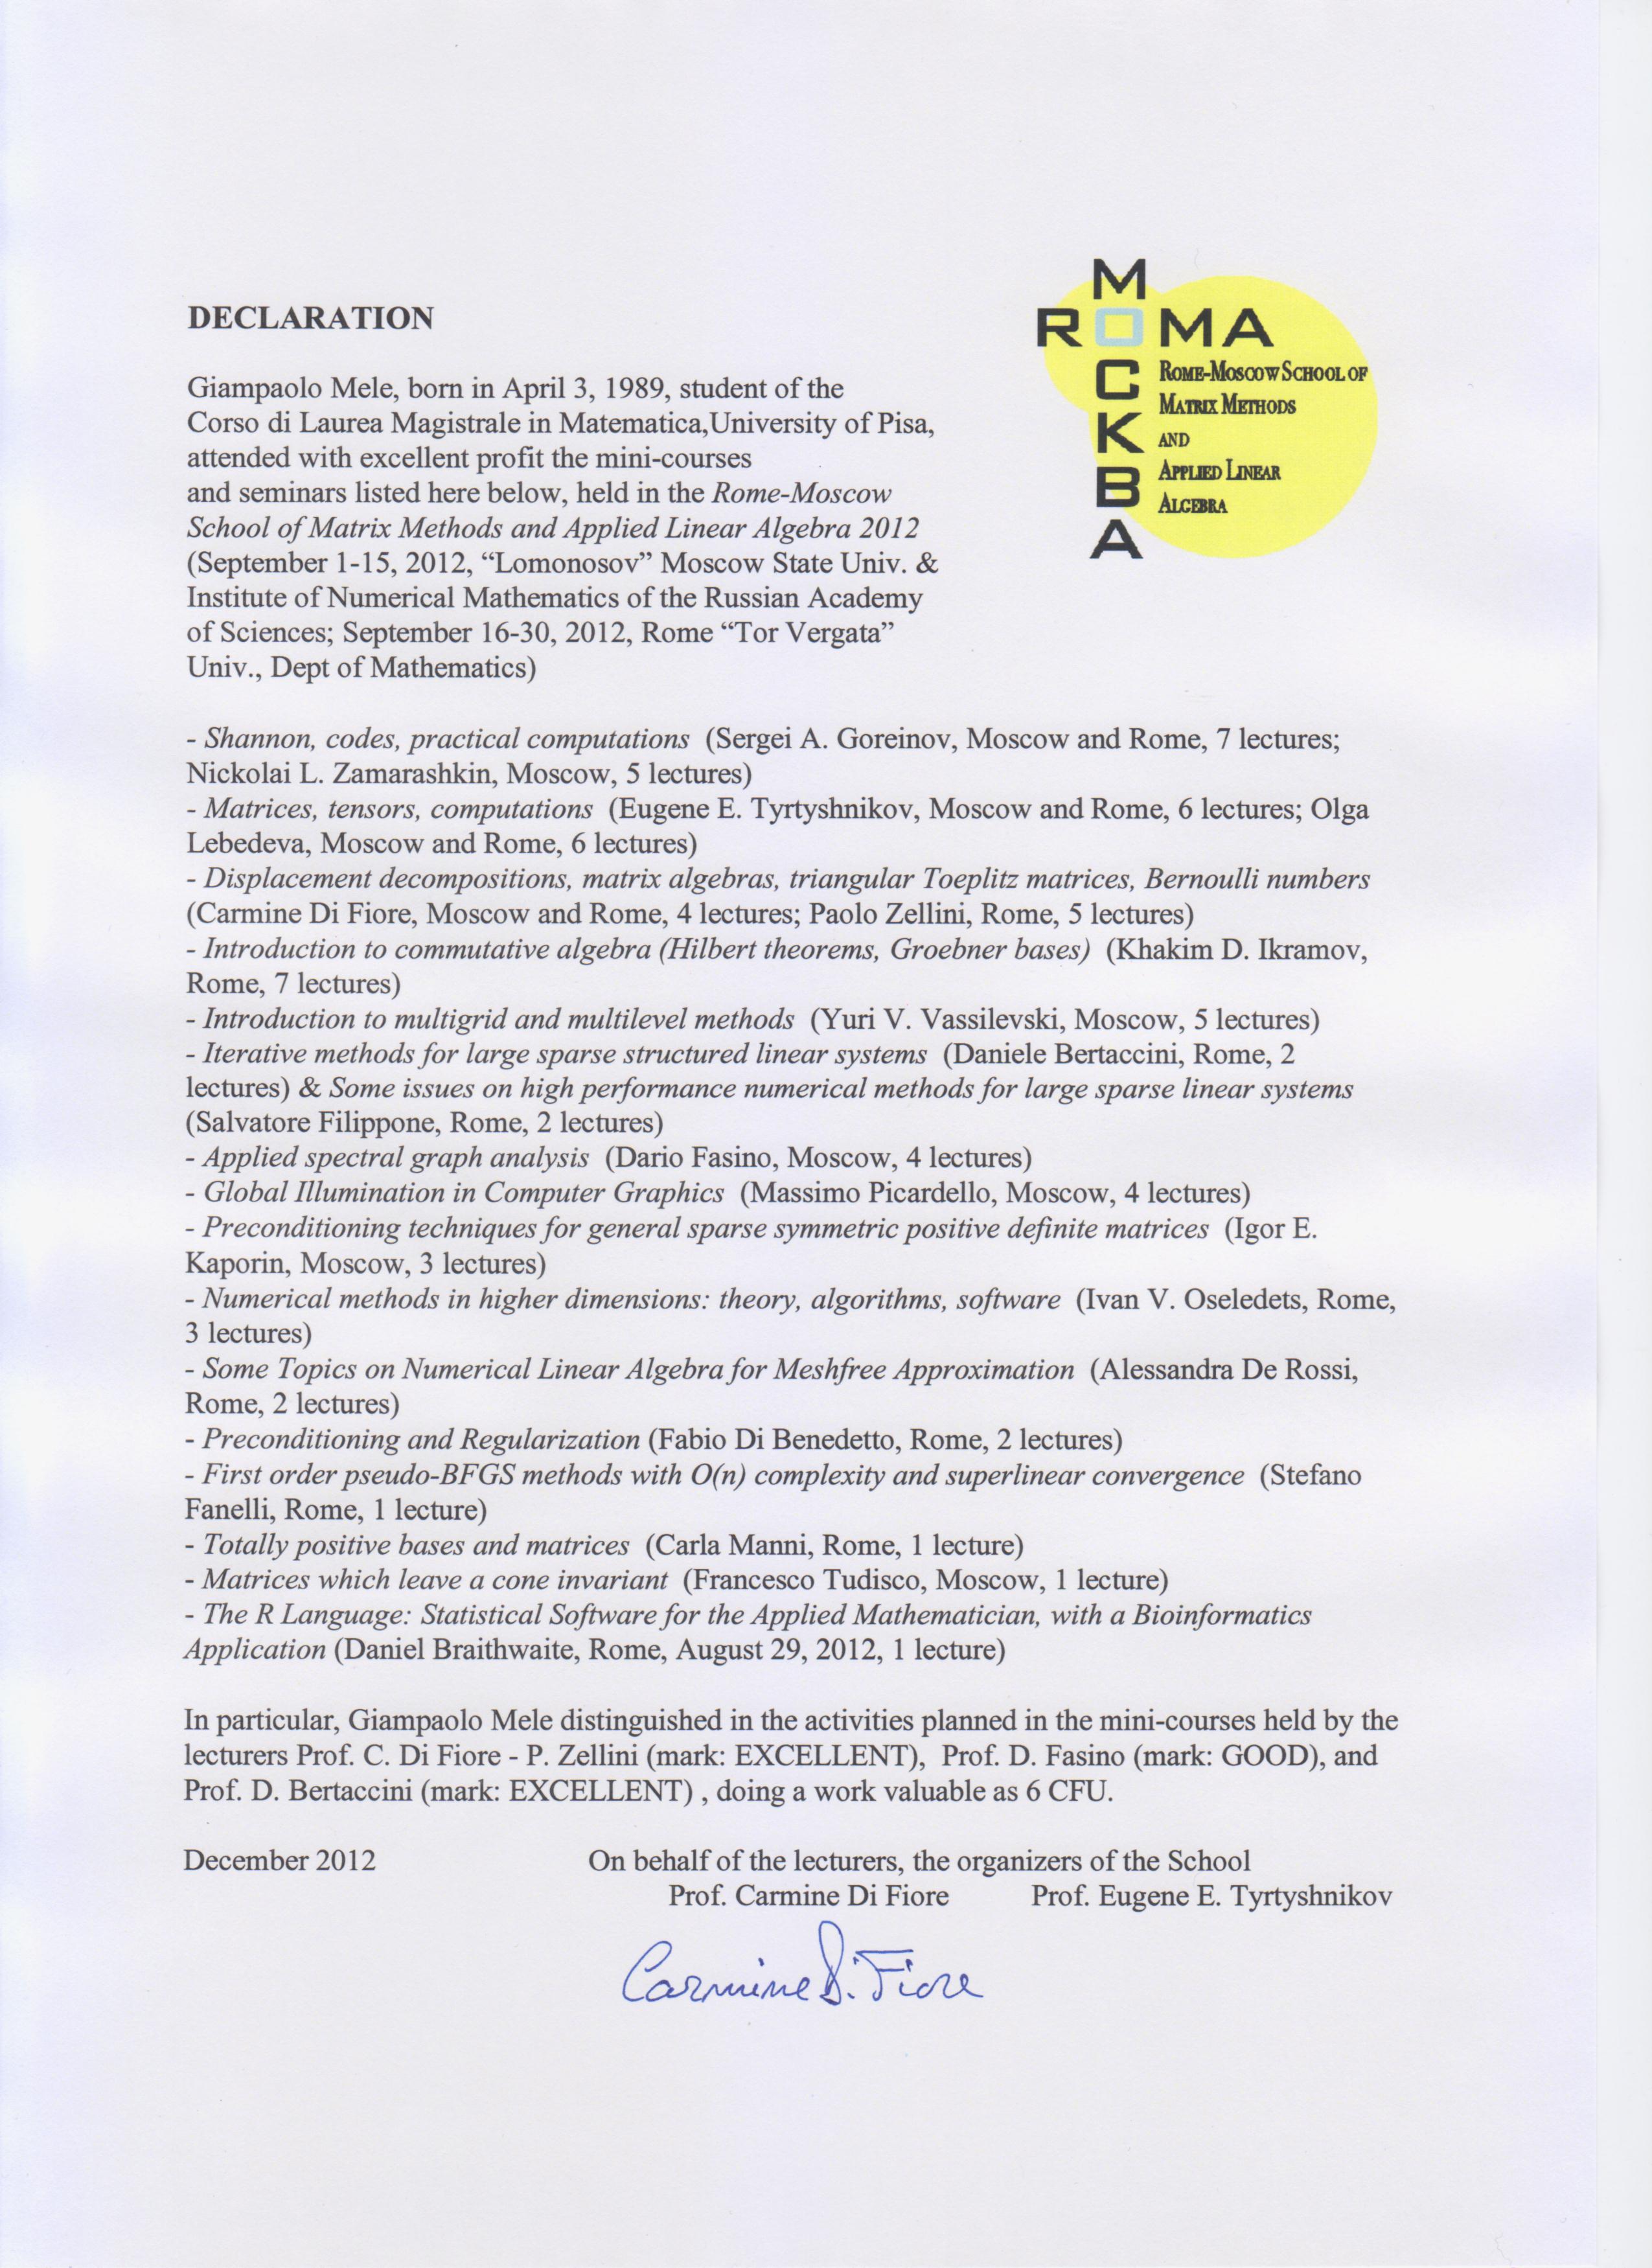 DECLARATION
Giampaolo Mele, born in April 3, 1989, student of the
Corso di Laurea Magistrale in Matematica,University of Pisa,
attended with excellent profit the mini-courses
and seminars listed here below, held in the Rome-Moscow
School of Matrix Methods and Applied Linear Algebra 2012
(September 1-15, 2012, “Lomonosov” Moscow State Univ. &
Institute of Numerical Mathematics of the Russian Academy
of Sciences; September 16-30, 2012, Rome “Tor Vergata”
Univ., Dept of Mathematics)
МОСКВА
ROMA
ROME-MOSCOW SCHOOL OF
MATRIX METHODS
AND
APPLIED LINEAR
ALGEBRA
- Shannon, codes, practical computations (Sergei A. Goreinov, Moscow and Rome, 7 lectures;
Nickolai L. Zamarashkin, Moscow, 5 lectures)
- Matrices, tensors, computations (Eugene E. Tyrtyshnikov, Moscow and Rome, 6 lectures; Olga
Lebedeva, Moscow and Rome, 6 lectures)
- Displacement decompositions, matrix algebras, triangular Toeplitz matrices, Bernoulli numbers
(Carmine Di Fiore, Moscow and Rome, 4 lectures; Paolo Zellini, Rome, 5 lectures)
- Introduction to commutative algebra (Hilbert theorems, Groebner bases) (Khakim D. Ikramov,
Rome, 7 lectures)
- Introduction to multigrid and multilevel methods (Yuri V. Vassilevski, Moscow, 5 lectures)
- Iterative methods for large sparse structured linear systems (Daniele Bertaccini, Rome, 2
lectures) & Some issues on high performance numerical methods for large sparse linear systems
(Salvatore Filippone, Rome, 2 lectures)
- Applied spectral graph analysis (Dario Fasino, Moscow, 4 lectures)
- Global Illumination in Computer Graphics (Massimo Picardello, Moscow, 4 lectures)
- Preconditioning techniques for general sparse symmetric positive definite matrices (Igor E.
Kaporin, Moscow, 3 lectures)
- Numerical methods in higher dimensions: theory, algorithms, software (Ivan V. Oseledets, Rome,
3 lectures)
- Some Topics on Numerical Linear Algebra for Meshfree Approximation (Alessandra De Rossi,
Rome, 2 lectures)
- Preconditioning and Regularization (Fabio Di Benedetto, Rome, 2 lectures)
- First order pseudo-BFGS methods with O(n) complexity and superlinear convergence (Stefano
Fanelli, Rome, 1 lecture)
- Totally positive bases and matrices (Carla Manni, Rome, 1 lecture)
- Matrices which leave a cone invariant (Francesco Tudisco, Moscow, 1 lecture)
- The R Language: Statistical Software for the Applied Mathematician, with a Bioinformatics
Application (Daniel Braithwaite, Rome, August 29, 2012, 1 lecture)
In particular, Giampaolo Mele distinguished in the activities planned in the mini-courses held by the
lecturers Prof. C. Di Fiore - P. Zellini (mark: EXCELLENT), Prof. D. Fasino (mark: GOOD), and
Prof. D. Bertaccini (mark: EXCELLENT) , doing a work valuable as 6 CFU.
December 2012 On behalf of the lecturers, the organizers of the School
Prof. Carmine Di Fiore Prof. Eugene E. Tyrtyshnikov
Carmine Di Fiore